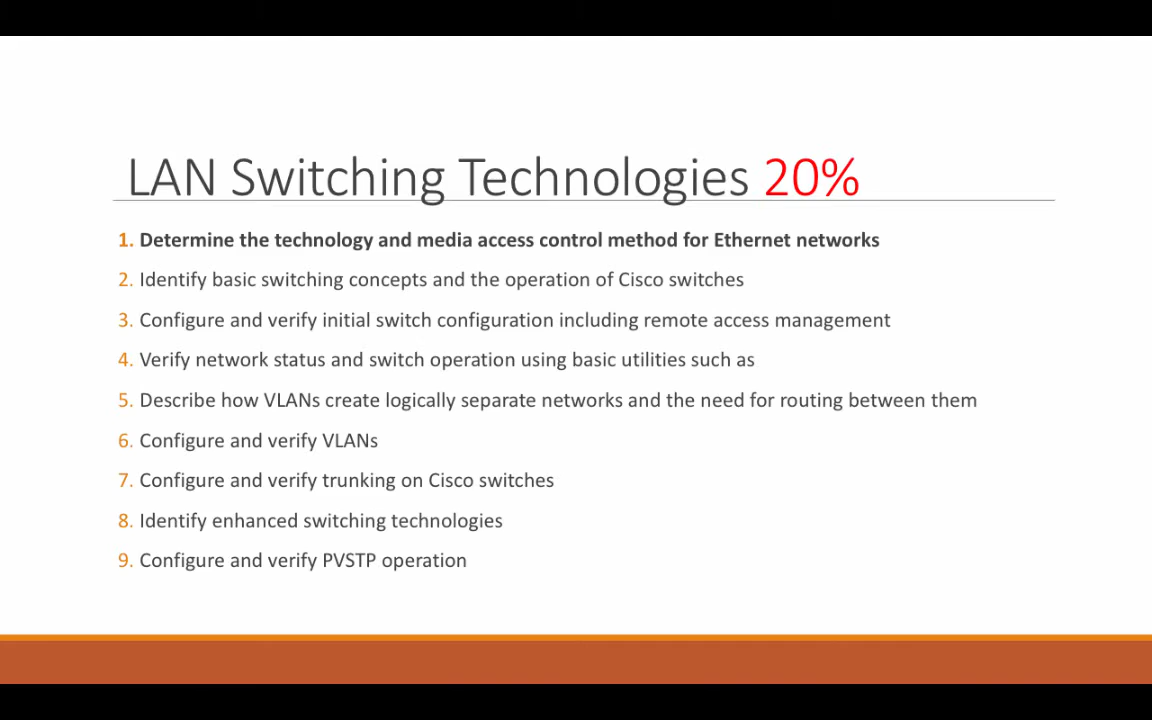 LAN Switching Technologies 20%
1. Determine the technology and media access control method for Ethernet networks
2. Identify basic switching concepts and the operation of Cisco switches
3. Configure and verify initial switch configuration including remote access management
4. Verify network status and switch operation using basic utilities such as
5. Describe how VLANs create logically separate networks and the need for routing between them
6. Configure and verify VLANs
7. Configure and verify trunking on Cisco switches
8. Identify enhanced switching technologies
9. Configure and verify PVSTP operation